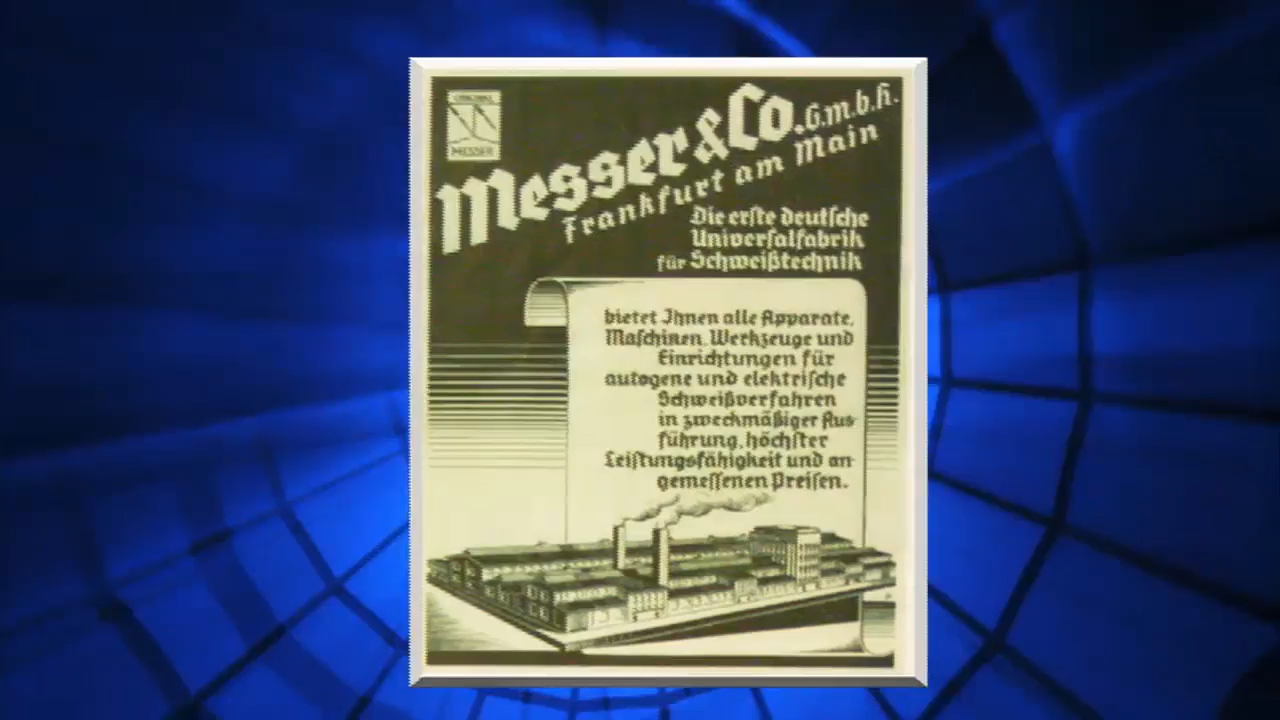 MESSER
Messer & Co. G.m.b.H.
Frankfurt am Main
Die erſte deutſche
Univerſalfabrik
für Schweißtechnik
bietet Ihnen alle Apparate,
Maſchinen, Werkzeuge und
Einrichtungen für
autogene und elektriſche
Schweißverfahren
in zweckmäßiger Aus-
führung, höchſter
Leiſtungsfähigkeit und an-
gemeſſenen Preiſen.